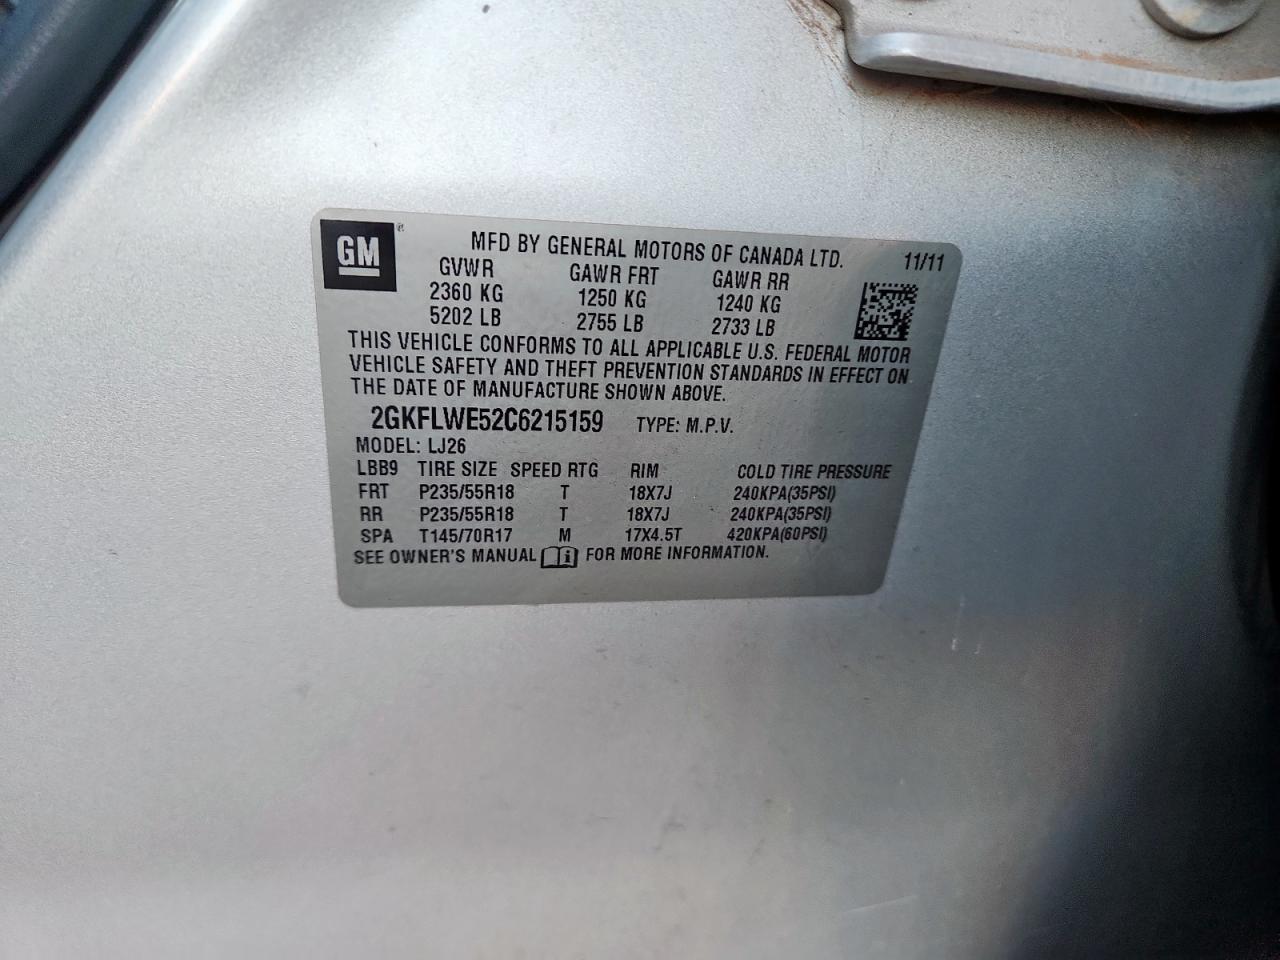 GM ®
MFD BY GENERAL MOTORS OF CANADA LTD. 11/11
GVWR GAWR FRT GAWR RR
2360 KG 1250 KG 1240 KG
5202 LB 2755 LB 2733 LB
THIS VEHICLE CONFORMS TO ALL APPLICABLE U.S. FEDERAL MOTOR
VEHICLE SAFETY AND THEFT PREVENTION STANDARDS IN EFFECT ON
THE DATE OF MANUFACTURE SHOWN ABOVE.
2GKFLWE52C6215159 TYPE: M.P.V.
MODEL: LJ26
LBB9 TIRE SIZE SPEED RTG RIM COLD TIRE PRESSURE
FRT P235/55R18 T 18X7J 240KPA(35PSI)
RR P235/55R18 T 18X7J 240KPA(35PSI)
SPA T145/70R17 M 17X4.5T 420KPA(60PSI)
SEE OWNER'S MANUAL i FOR MORE INFORMATION.